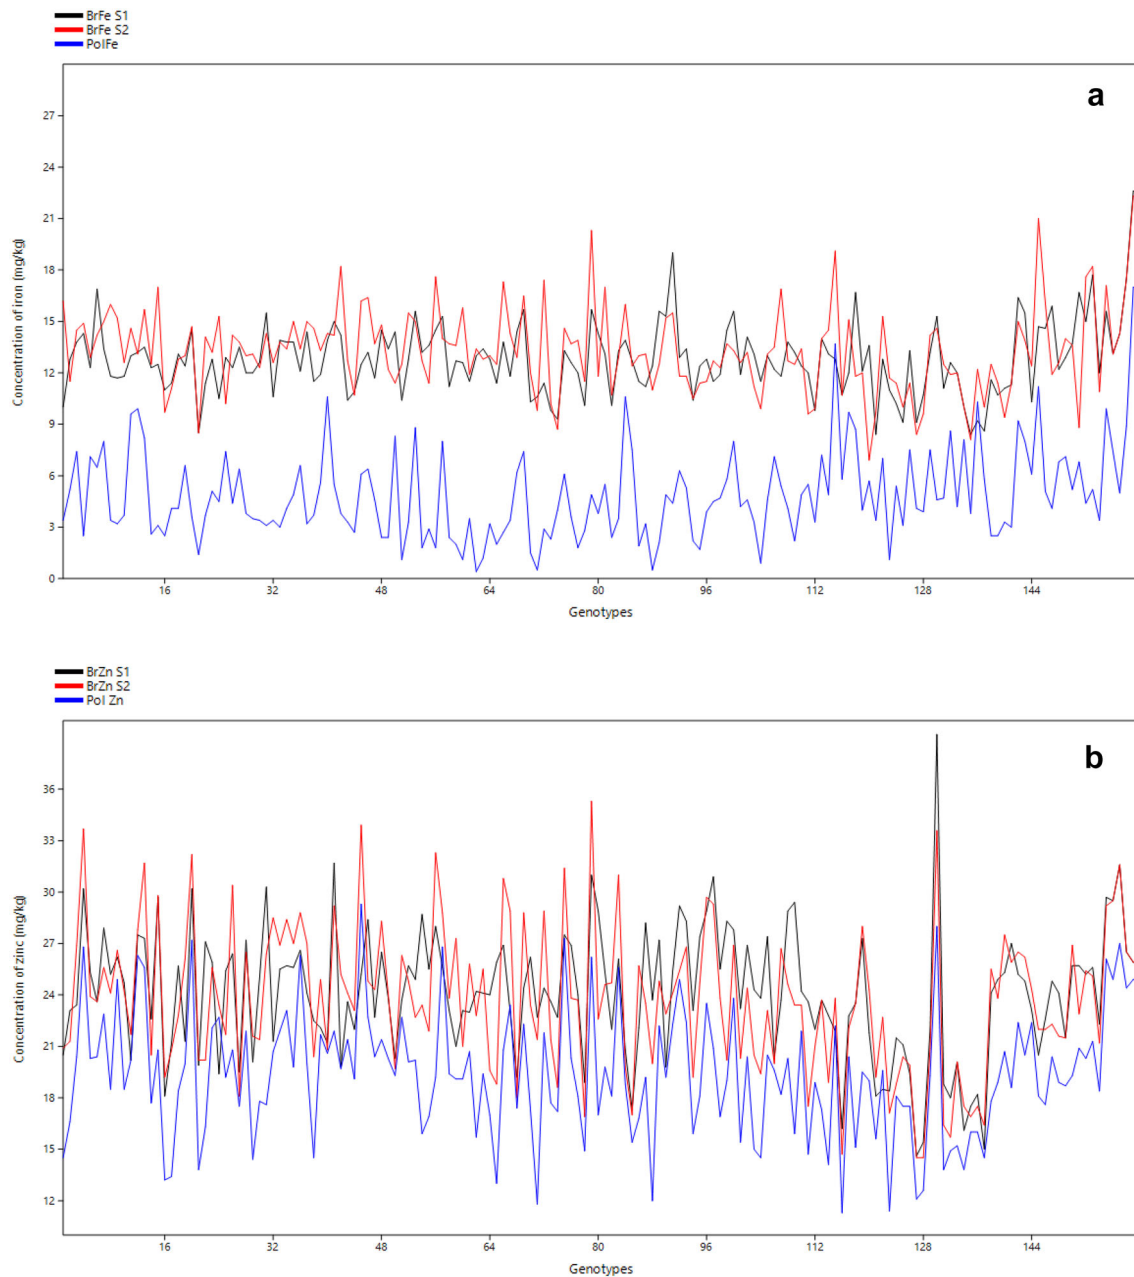 BrFe S1
BrFe S2
PolFe
a
27
24
21
18
15
12
9
6
3
0
Concentration of iron (mg/kg)
16 32 48 64 80 96 112 128 144
Genotypes
BrZn S1
BrZn S2
Pol Zn
b
36
33
30
27
24
21
18
15
12
Concentration of zinc (mg/kg)
16 32 48 64 80 96 112 128 144
Genotypes